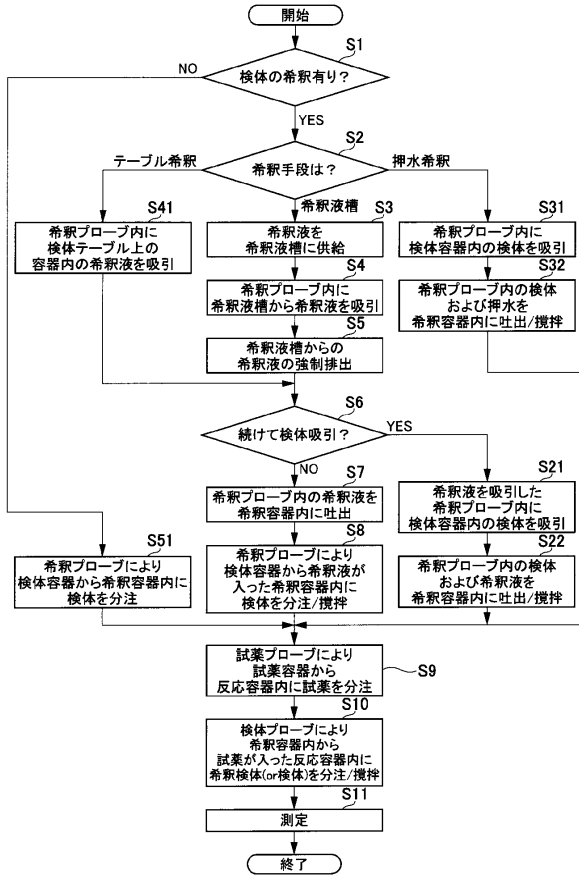 開始
S1
検体の希釈有り？
NO
YES
S2
希釈手段は？
テーブル希釈
希釈液槽
押水希釈
S41
希釈プローブ内に
検体テーブル上の
容器内の希釈液を吸引
S3
希釈液を
希釈液槽に供給
S31
希釈プローブ内に
検体容器内の検体を吸引
S4
希釈プローブ内に
希釈液槽から希釈液を吸引
S32
希釈プローブ内の検体
および押水を
希釈容器内に吐出/撹拌
S5
希釈液槽からの
希釈液の強制排出
S6
続けて検体吸引？
YES
NO
S7
希釈プローブ内の希釈液を
希釈容器内に吐出
S21
希釈液を吸引した
希釈プローブ内に
検体容器内の検体を吸引
S8
希釈プローブにより
検体容器から希釈液が
入った希釈容器内に
検体を分注/撹拌
S22
希釈プローブ内の検体
および希釈液を
希釈容器内に吐出/撹拌
S51
希釈プローブにより
検体容器から希釈容器内に
検体を分注
S9
試薬プローブにより
試薬容器から
反応容器内に試薬を分注
S10
検体プローブにより
希釈容器内から
試薬が入った反応容器内に
希釈検体(or検体)を分注/撹拌
S11
測定
終了